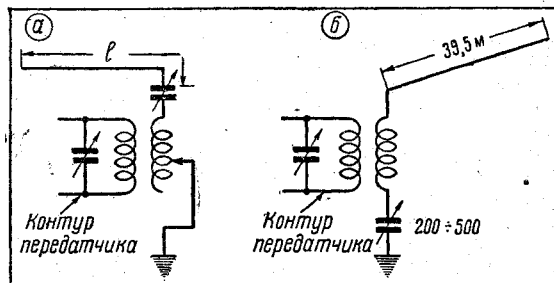 а
l
Контур
передатчика
б
39,5 м
Контур
передатчика
200÷500